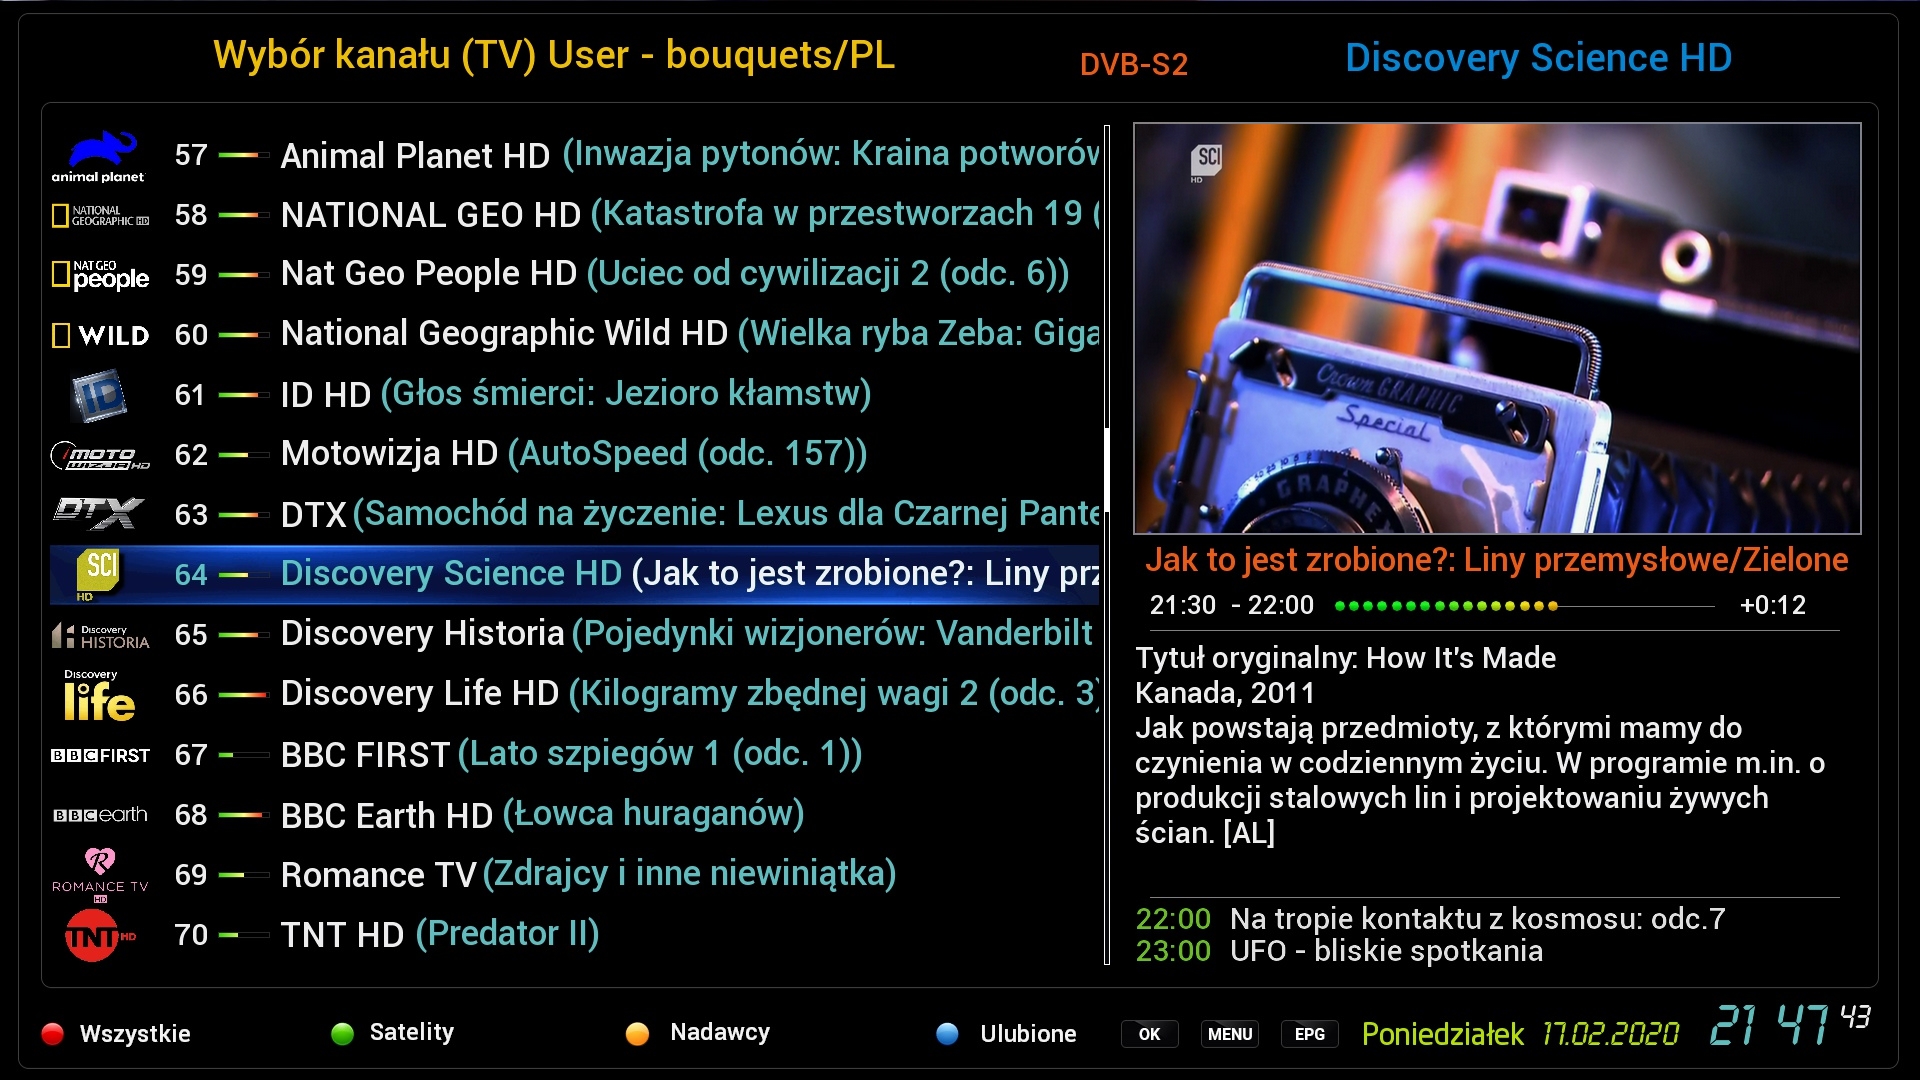 Wybór kanału (TV) User - bouquets/PL
DVB-S2
Discovery Science HD
animal planet
57 Animal Planet HD (Inwazja pytonów: Kraina potworów
NATIONAL GEOGRAPHIC HD
58 NATIONAL GEO HD (Katastrofa w przestworzach 19 (
NAT GEO people
59 Nat Geo People HD (Uciec od cywilizacji 2 (odc. 6))
WILD
60 National Geographic Wild HD (Wielka ryba Zeba: Giga
ID
61 ID HD (Głos śmierci: Jezioro kłamstw)
iMOTO WIZJA HD
62 Motowizja HD (AutoSpeed (odc. 157))
DTX
63 DTX (Samochód na życzenie: Lexus dla Czarnej Pante
SCI HD
64 Discovery Science HD (Jak to jest zrobione?: Liny prz
Discovery HISTORIA
65 Discovery Historia (Pojedynki wizjonerów: Vanderbilt
Discovery life
66 Discovery Life HD (Kilogramy zbędnej wagi 2 (odc. 3)
BBC FIRST
67 BBC FIRST (Lato szpiegów 1 (odc. 1))
BBC earth
68 BBC Earth HD (Łowca huraganów)
R ROMANCE TV HD
69 Romance TV (Zdrajcy i inne niewiniątka)
TNT HD
70 TNT HD (Predator II)
SCI
HD
Crown GRAPHIC
Special
GRAPHEX
Jak to jest zrobione?: Liny przemysłowe/Zielone
21:30 - 22:00 +0:12
Tytuł oryginalny: How It's Made
Kanada, 2011
Jak powstają przedmioty, z którymi mamy do
czynienia w codziennym życiu. W programie m.in. o
produkcji stalowych lin i projektowaniu żywych
ścian. [AL]
22:00 Na tropie kontaktu z kosmosu: odc.7
23:00 UFO - bliskie spotkania
Wszystkie Satelity Nadawcy Ulubione OK MENU EPG Poniedziałek 17.02.2020 21 47 43